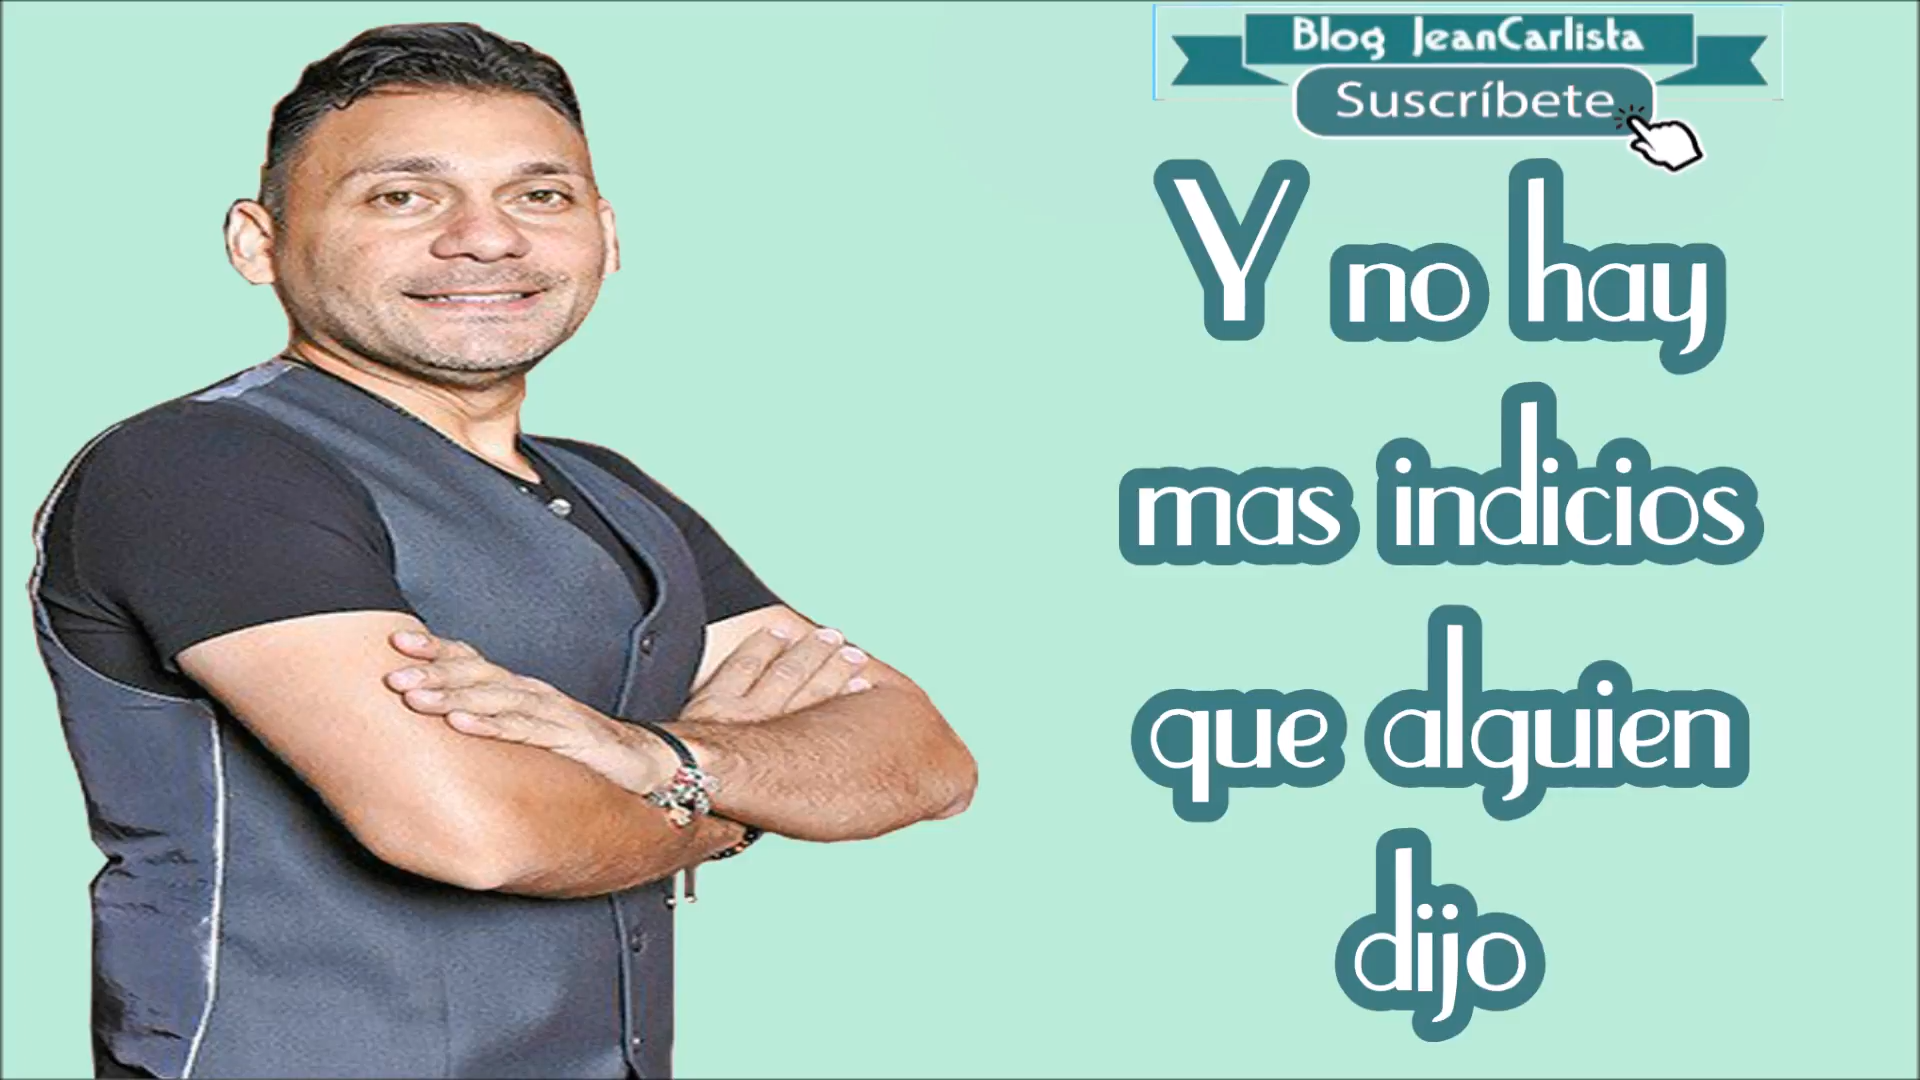 Blog JeanCarlista
Suscríbete
Y no hay
mas indicios
que alguien
dijo